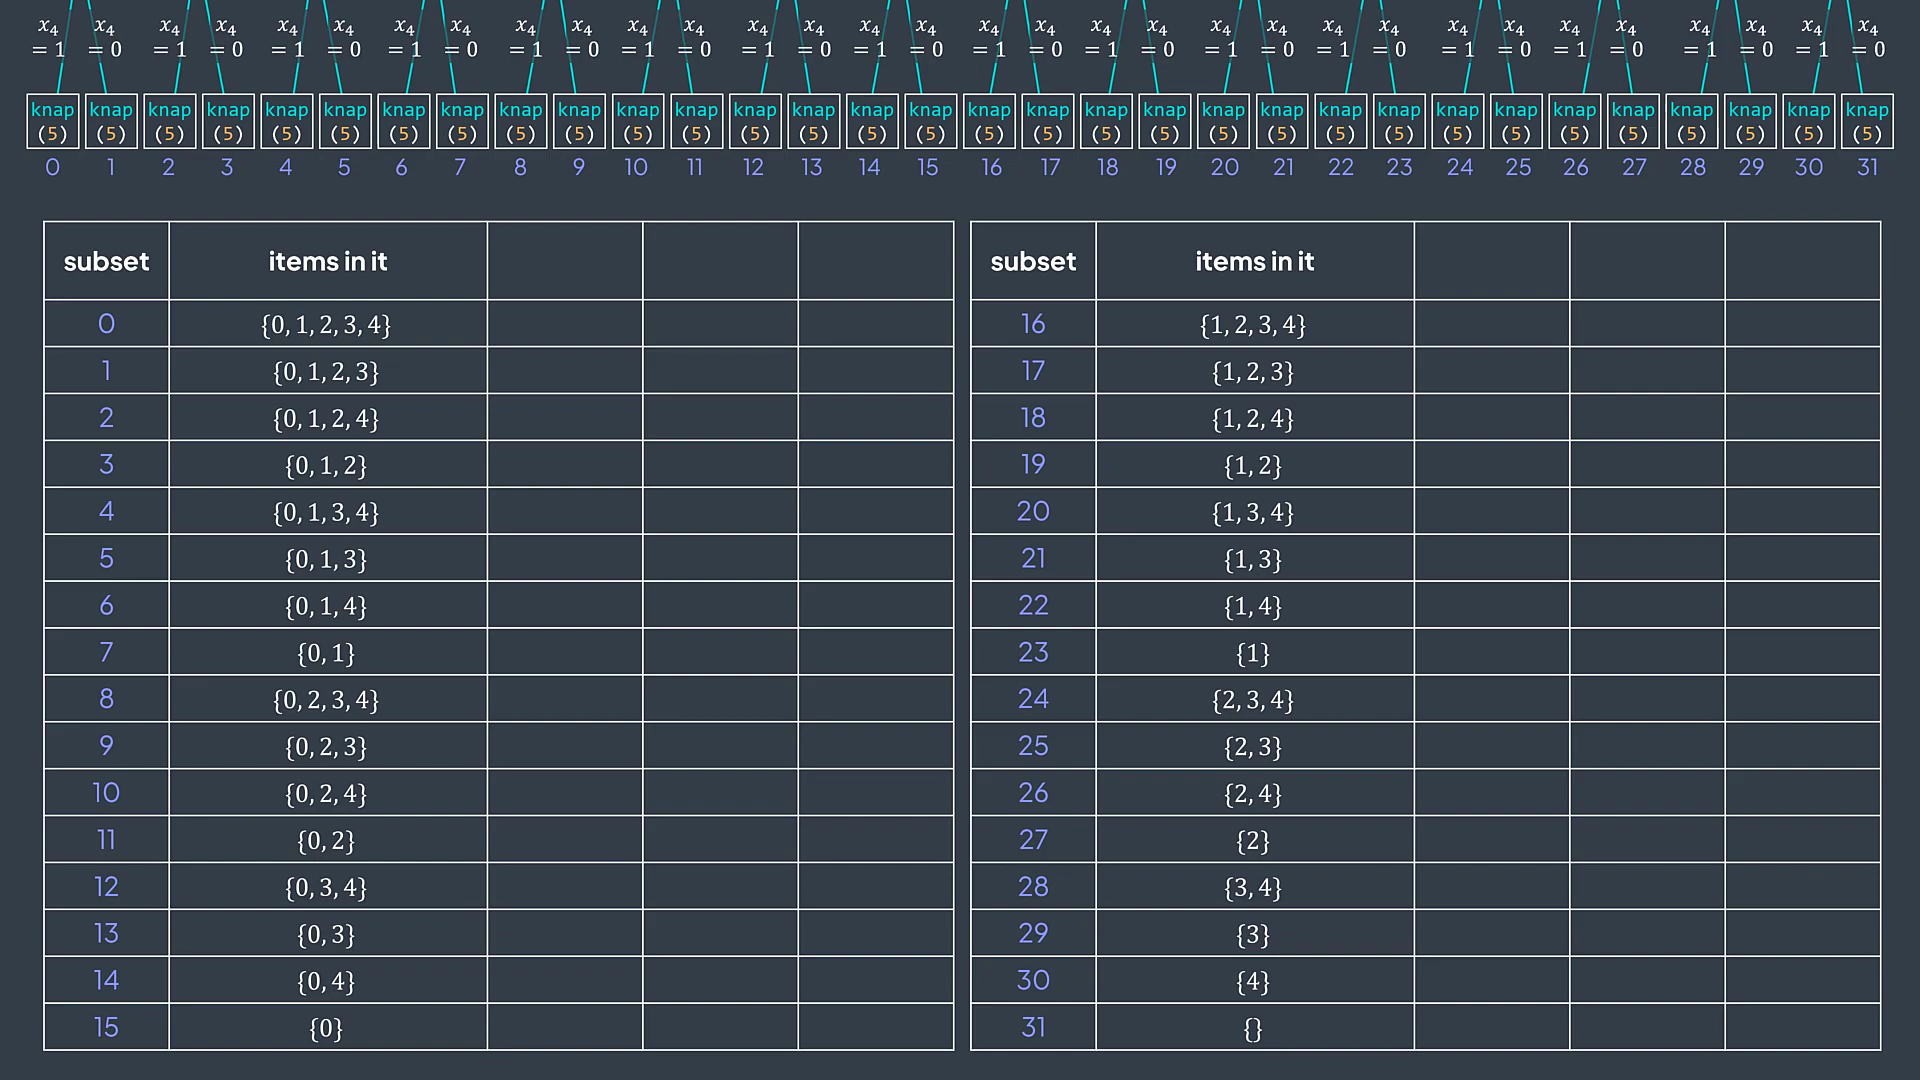 x₄ x₄ x₄ x₄ x₄ x₄ x₄ x₄ x₄ x₄ x₄ x₄ x₄ x₄ x₄ x₄ x₄ x₄ x₄ x₄ x₄ x₄ x₄ x₄ x₄ x₄ x₄ x₄ x₄ x₄ x₄ x₄
= 1 = 0 = 1 = 0 = 1 = 0 = 1 = 0 = 1 = 0 = 1 = 0 = 1 = 0 = 1 = 0 = 1 = 0 = 1 = 0 = 1 = 0 = 1 = 0 = 1 = 0 = 1 = 0 = 1 = 0 = 1 = 0
knap knap knap knap knap knap knap knap knap knap knap knap knap knap knap knap knap knap knap knap knap knap knap knap knap knap knap knap knap knap knap knap
(5) (5) (5) (5) (5) (5) (5) (5) (5) (5) (5) (5) (5) (5) (5) (5) (5) (5) (5) (5) (5) (5) (5) (5) (5) (5) (5) (5) (5) (5) (5) (5)
0 1 2 3 4 5 6 7 8 9 10 11 12 13 14 15 16 17 18 19 20 21 22 23 24 25 26 27 28 29 30 31
subset items in it
0 {0, 1, 2, 3, 4}
1 {0, 1, 2, 3}
2 {0, 1, 2, 4}
3 {0, 1, 2}
4 {0, 1, 3, 4}
5 {0, 1, 3}
6 {0, 1, 4}
7 {0, 1}
8 {0, 2, 3, 4}
9 {0, 2, 3}
10 {0, 2, 4}
11 {0, 2}
12 {0, 3, 4}
13 {0, 3}
14 {0, 4}
15 {0}
subset items in it
16 {1, 2, 3, 4}
17 {1, 2, 3}
18 {1, 2, 4}
19 {1, 2}
20 {1, 3, 4}
21 {1, 3}
22 {1, 4}
23 {1}
24 {2, 3, 4}
25 {2, 3}
26 {2, 4}
27 {2}
28 {3, 4}
29 {3}
30 {4}
31 {}